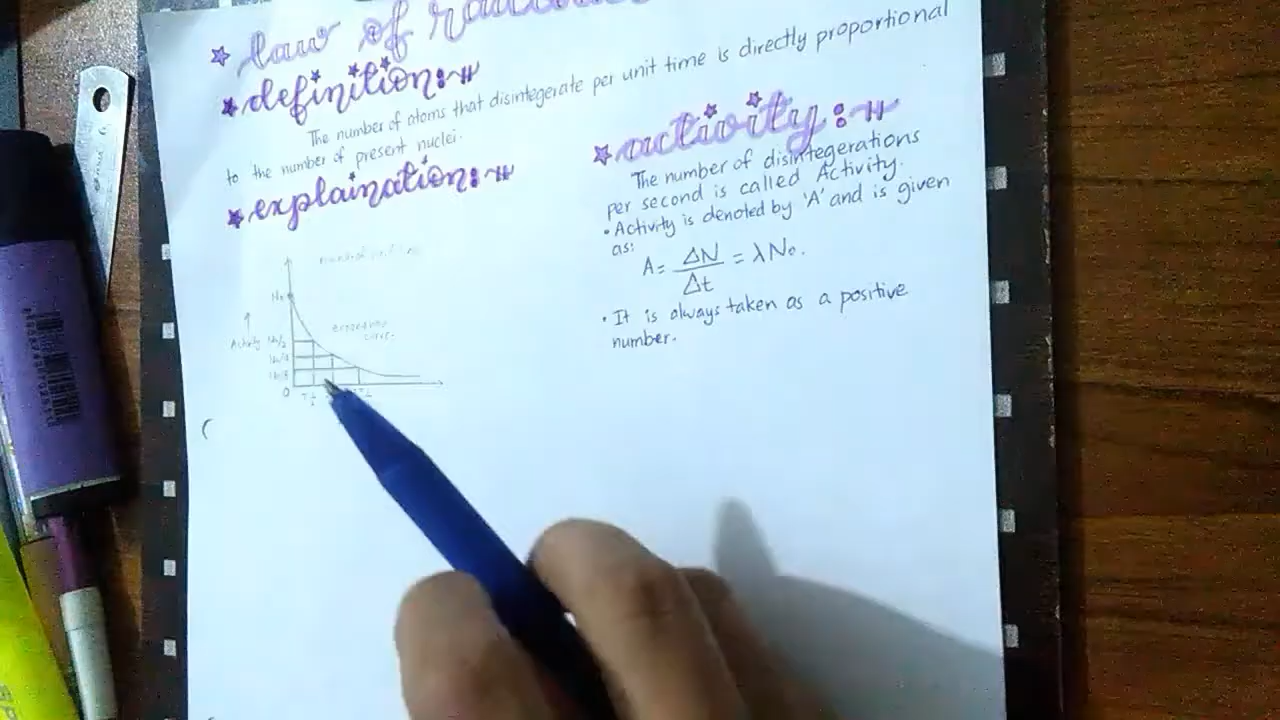 law of
definition:
The number of atoms that disintegerate per unit time is directly proportional
to the number of present nuclei.
explaination:
N₀
Activity
0
activity:
The number of disintegerations
per second is called Activity.
• Activity is denoted by 'A' and is given
as:
A = ΔN/Δt = λN₀.
• It is always taken as a positive
number.